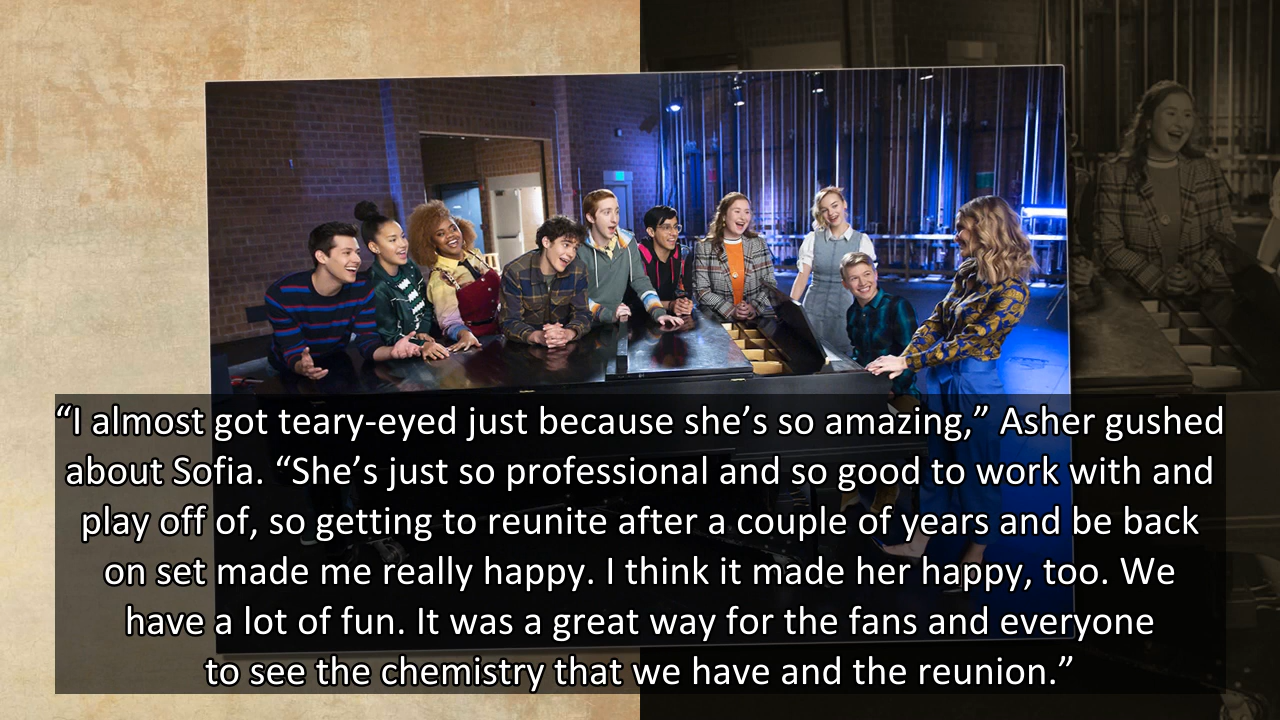 “I almost got teary-eyed just because she’s so amazing,” Asher gushed
about Sofia. “She’s just so professional and so good to work with and
play off of, so getting to reunite after a couple of years and be back
on set made me really happy. I think it made her happy, too. We
have a lot of fun. It was a great way for the fans and everyone
to see the chemistry that we have and the reunion.”